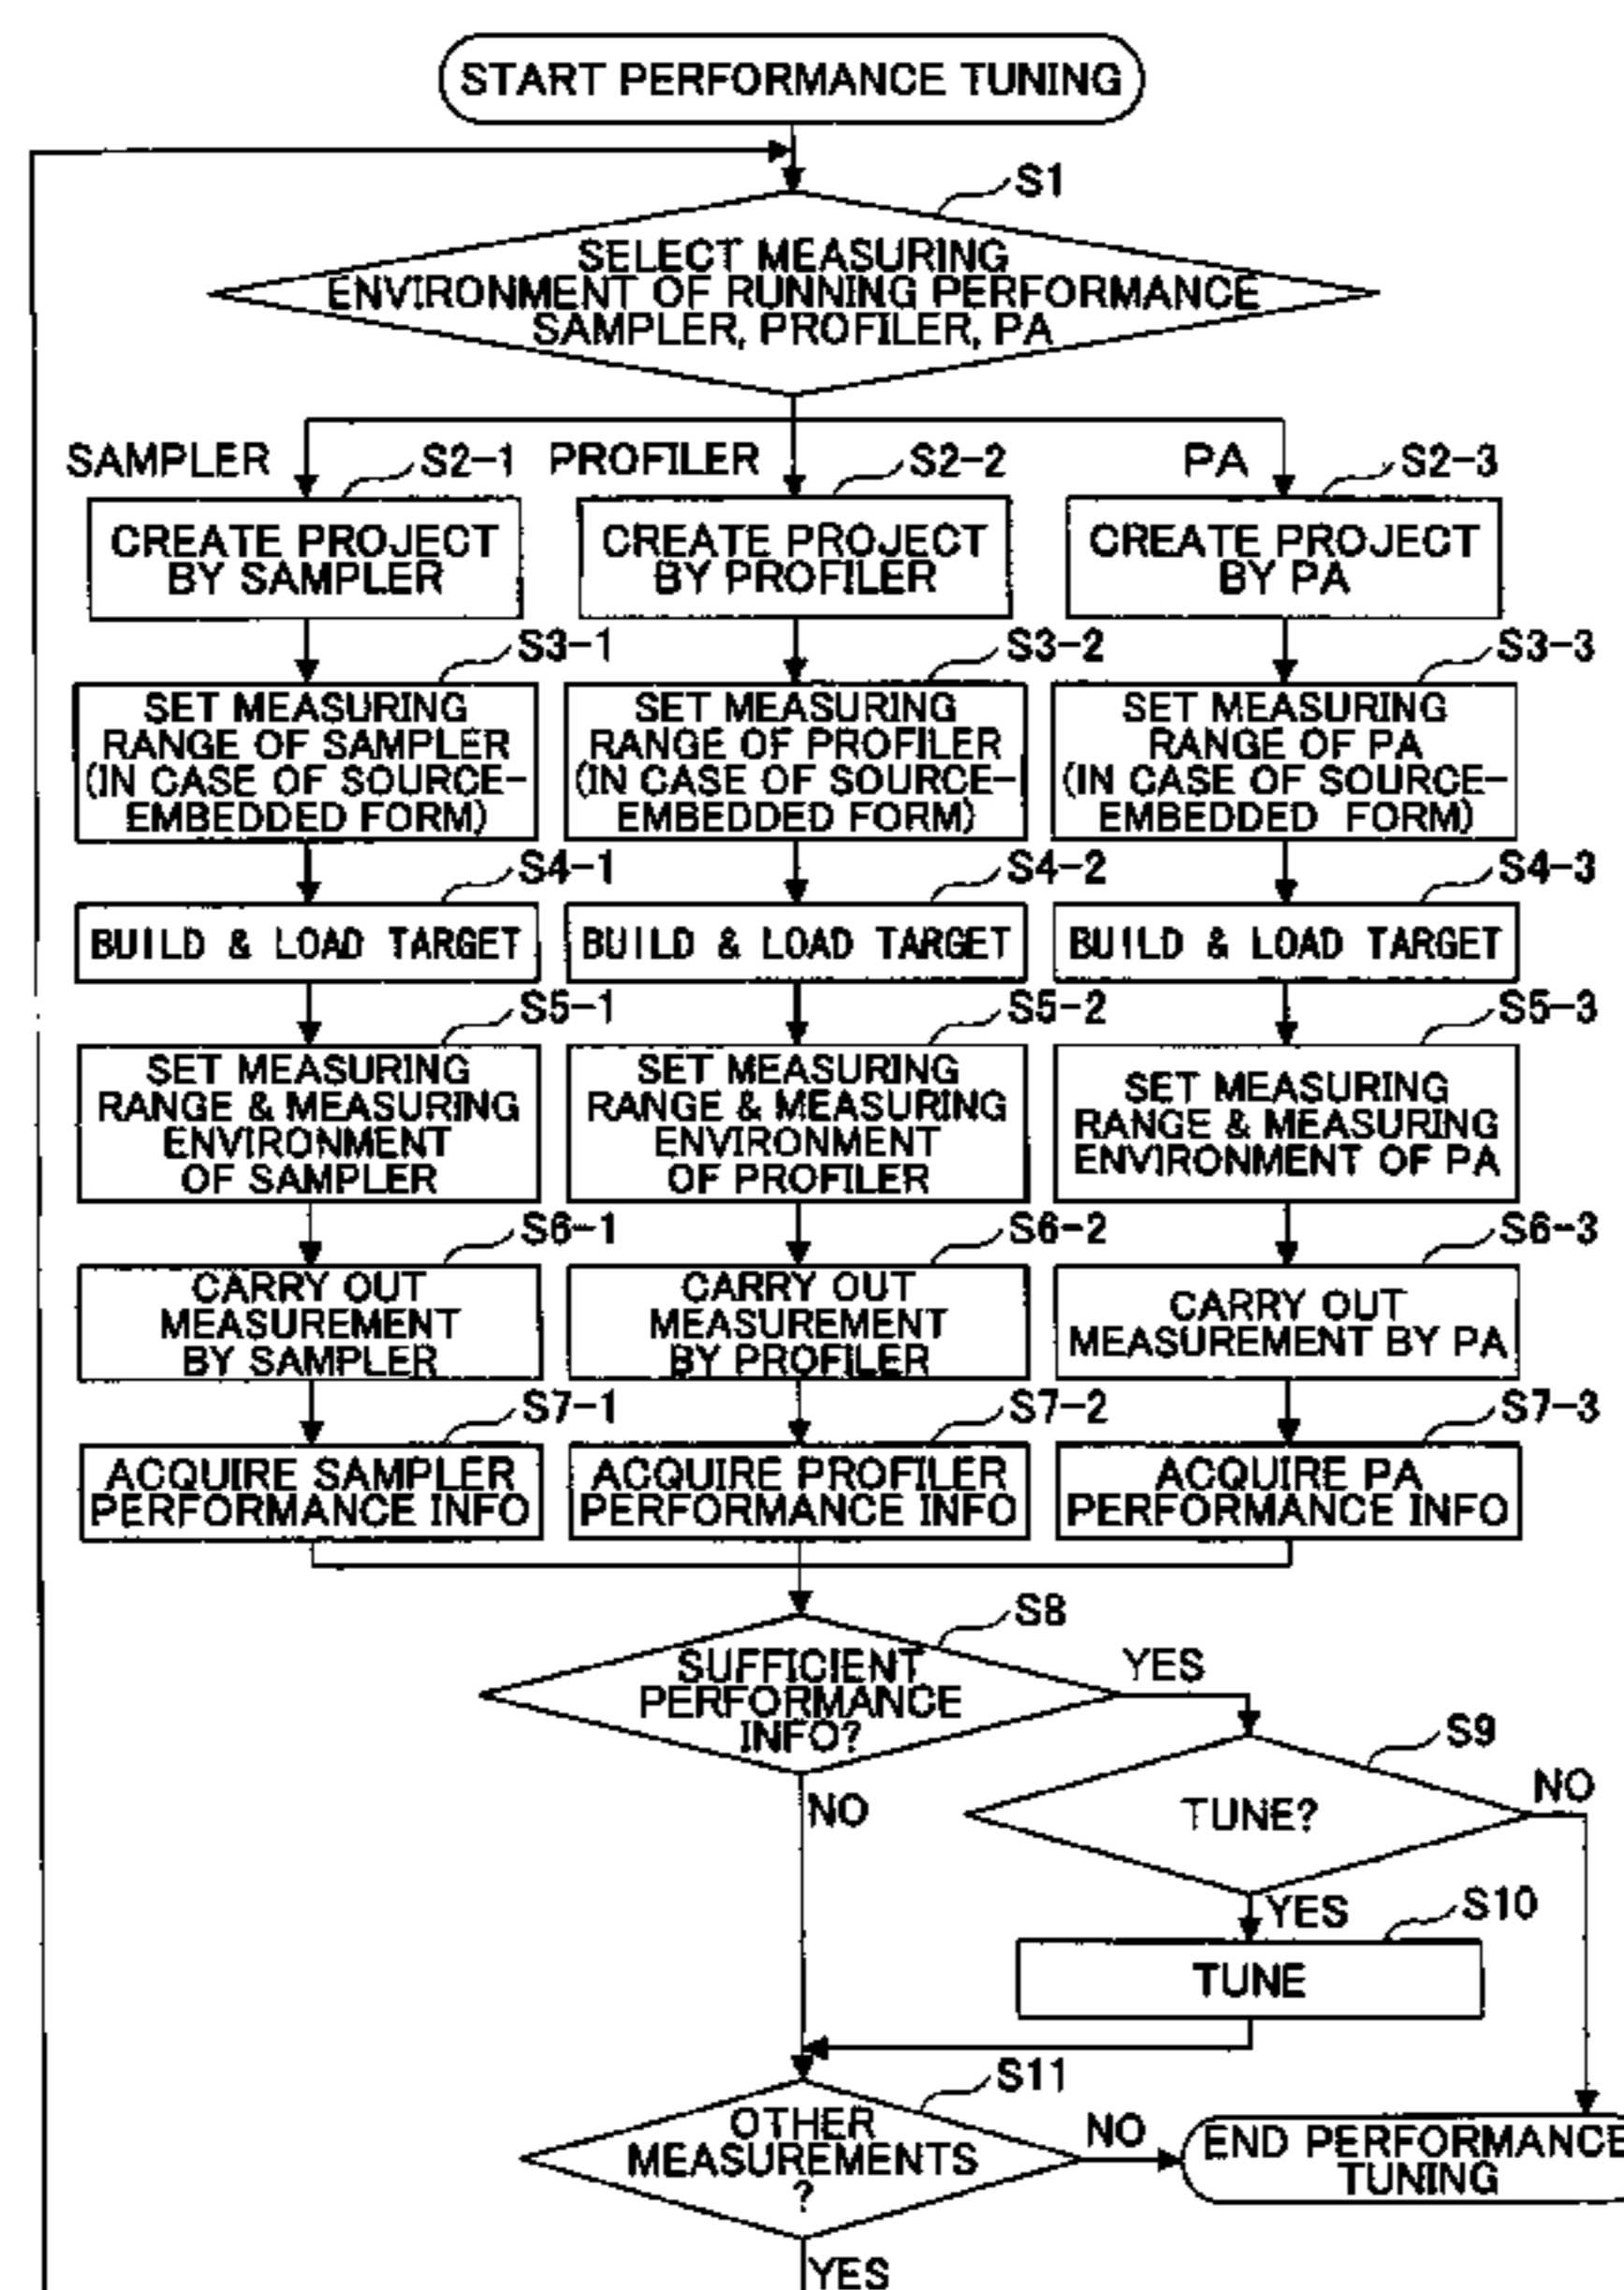 START PERFORMANCE TUNING
S1
SELECT MEASURING
ENVIRONMENT OF RUNNING PERFORMANCE
SAMPLER, PROFILER, PA
SAMPLER
S2-1
PROFILER
S2-2
PA
S2-3
CREATE PROJECT
BY SAMPLER
CREATE PROJECT
BY PROFILER
CREATE PROJECT
BY PA
S3-1
S3-2
S3-3
SET MEASURING
RANGE OF SAMPLER
(IN CASE OF SOURCE-
EMBEDDED FORM)
SET MEASURING
RANGE OF PROFILER
(IN CASE OF SOURCE-
EMBEDDED FORM)
SET MEASURING
RANGE OF PA
(IN CASE OF SOURCE-
EMBEDDED FORM)
S4-1
S4-2
S4-3
BUILD & LOAD TARGET
BUILD & LOAD TARGET
BUILD & LOAD TARGET
S5-1
S5-2
S5-3
SET MEASURING
RANGE & MEASURING
ENVIRONMENT
OF SAMPLER
SET MEASURING
RANGE & MEASURING
ENVIRONMENT
OF PROFILER
SET MEASURING
RANGE & MEASURING
ENVIRONMENT OF PA
S6-1
S6-2
S6-3
CARRY OUT
MEASUREMENT
BY SAMPLER
CARRY OUT
MEASUREMENT
BY PROFILER
CARRY OUT
MEASUREMENT BY PA
S7-1
S7-2
S7-3
ACQUIRE SAMPLER
PERFORMANCE INFO
ACQUIRE PROFILER
PERFORMANCE INFO
ACQUIRE PA
PERFORMANCE INFO
S8
SUFFICIENT
PERFORMANCE
INFO?
YES
S9
NO
TUNE?
NO
YES
S10
TUNE
S11
OTHER
MEASUREMENTS
?
NO
END PERFORMANCE
TUNING
YES